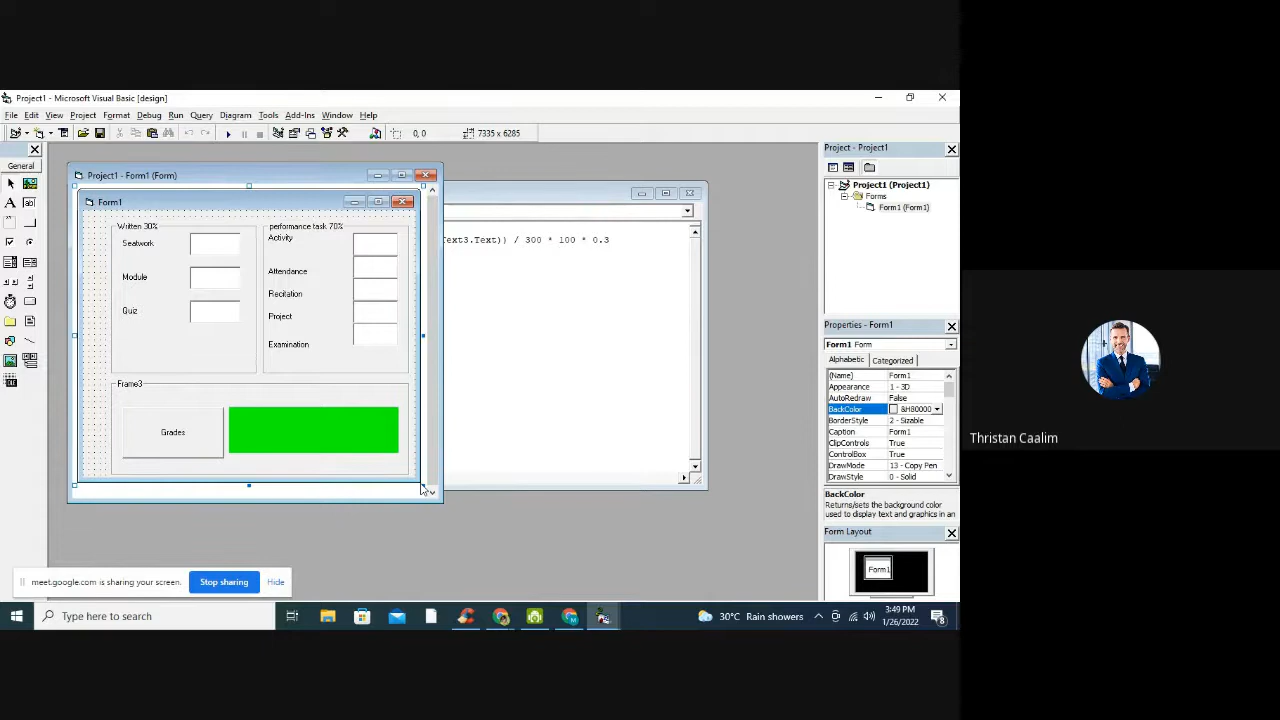 Project1 - Microsoft Visual Basic [design]
File Edit View Project Format Debug Run Query Diagram Tools Add-Ins Window Help
0, 0
7335 x 6285
General
Project1 - Form1 (Form)
Form1
Written 30%
Seatwork
Module
Quiz
performance task 70%
Activity
Attendance
Recitation
Project
Examination
Frame3
Grades
Text3.Text)) / 300 * 100 * 0.3
Project - Project1
Project1 (Project1)
Forms
Form1 (Form1)
Properties - Form1
Form1 Form
Alphabetic Categorized
(Name) Form1
Appearance 1 - 3D
AutoRedraw False
BackColor &H80000
BorderStyle 2 - Sizable
Caption Form1
ClipControls True
ControlBox True
DrawMode 13 - Copy Pen
DrawStyle 0 - Solid
BackColor
Returns/sets the background color
used to display text and graphics in an
Form Layout
Form1
meet.google.com is sharing your screen.
Stop sharing
Hide
Type here to search
30°C Rain showers
3:49 PM
1/26/2022
8
Thristan Caalim